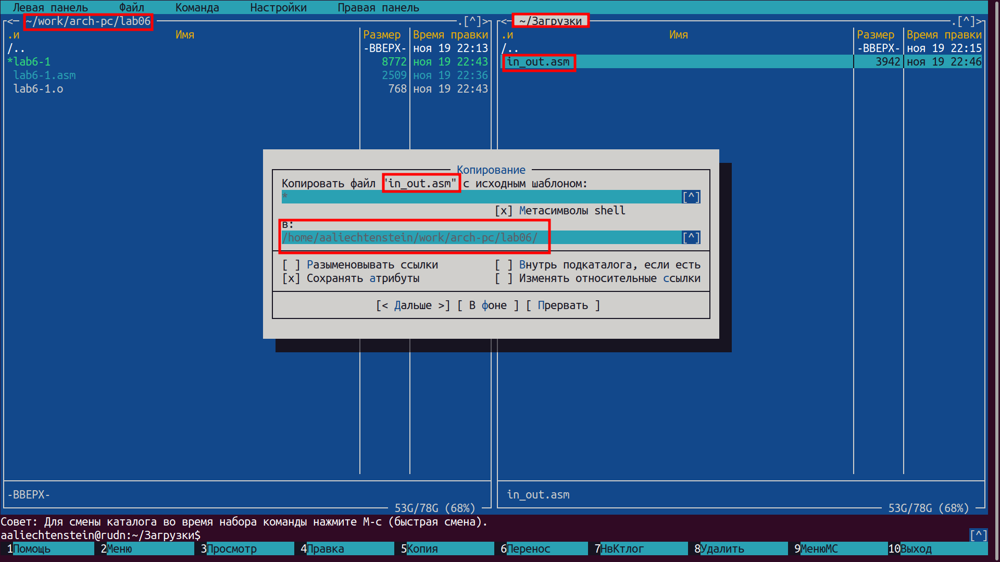 Левая панель Файл Команда Настройки Правая панель
<- ~/work/arch-pc/lab06 .[^]>
.и Имя Размер Время правки
/.. -ВВЕРХ- ноя 19 22:13
*lab6-1 8772 ноя 19 22:43
lab6-1.asm 2509 ноя 19 22:36
lab6-1.o 768 ноя 19 22:43
-ВВЕРХ-
53G/78G (68%)
<- ~/Загрузки .[^]>
.и Имя Размер Время правки
/.. -ВВЕРХ- ноя 19 22:15
in_out.asm 3942 ноя 19 22:46
in_out.asm
53G/78G (68%)
Копирование
Копировать файл "in_out.asm" с исходным шаблоном:
* [^]
[x] Метасимволы shell
в:
/home/aaliechtenstein/work/arch-pc/lab06/ [^]
[ ] Разыменовывать ссылки [ ] Внутрь подкаталога, если есть
[x] Сохранять атрибуты [ ] Изменять относительные ссылки
[< Дальше >] [ В фоне ] [ Прервать ]
Совет: Для смены каталога во время набора команды нажмите M-c (быстрая смена).
aaliechtenstein@rudn:~/Загрузки$ [^]
1Помощь 2Меню 3Просмотр 4Правка 5Копия 6Перенос 7НвКтлог 8Удалить 9МенюMC 10Выход